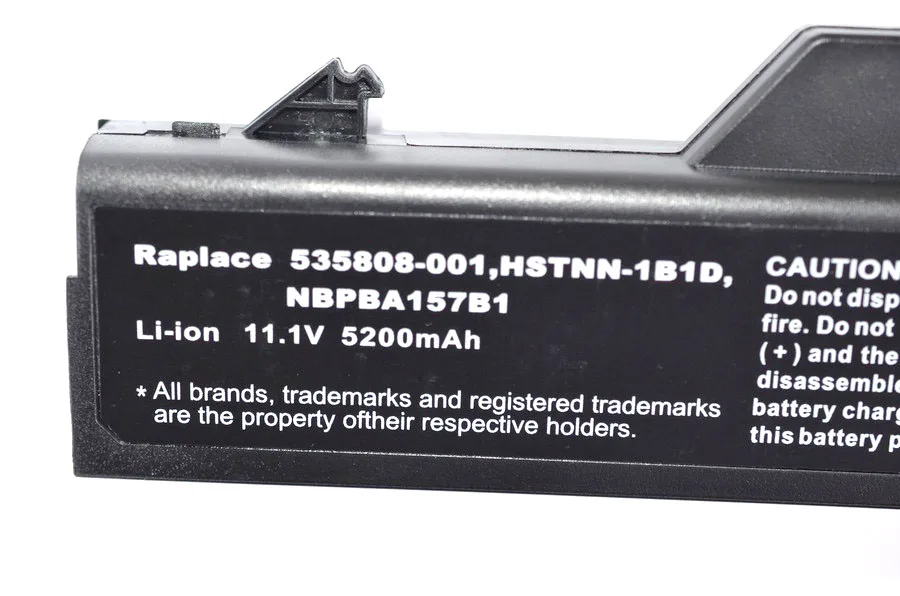 Raplace 535808-001,HSTNN-1B1D,
NBPBA157B1
Li-ion 11.1V 5200mAh
* All brands, trademarks and registered trademarks
are the property oftheir respective holders.
CAUTION
Do not disp
fire. Do not
(+) and the
disassemble
battery charg
this battery p